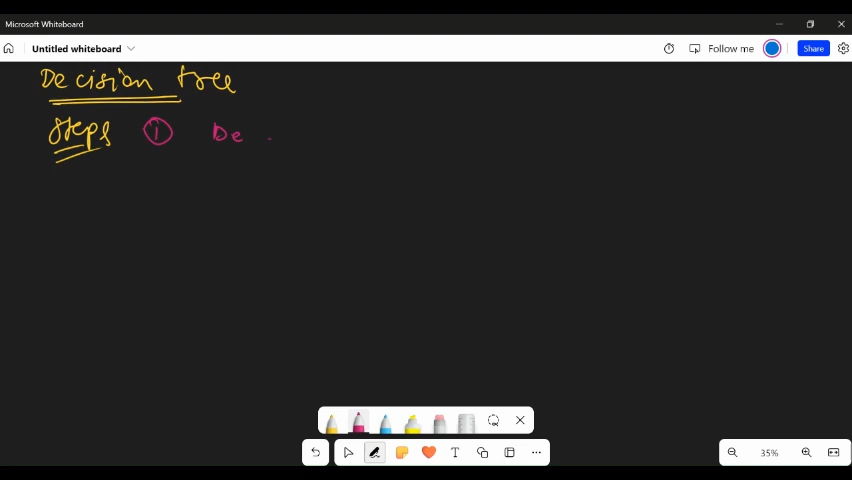 Microsoft Whiteboard
Untitled whiteboard
Follow me
Share
Decision tree
Steps ① De
35%